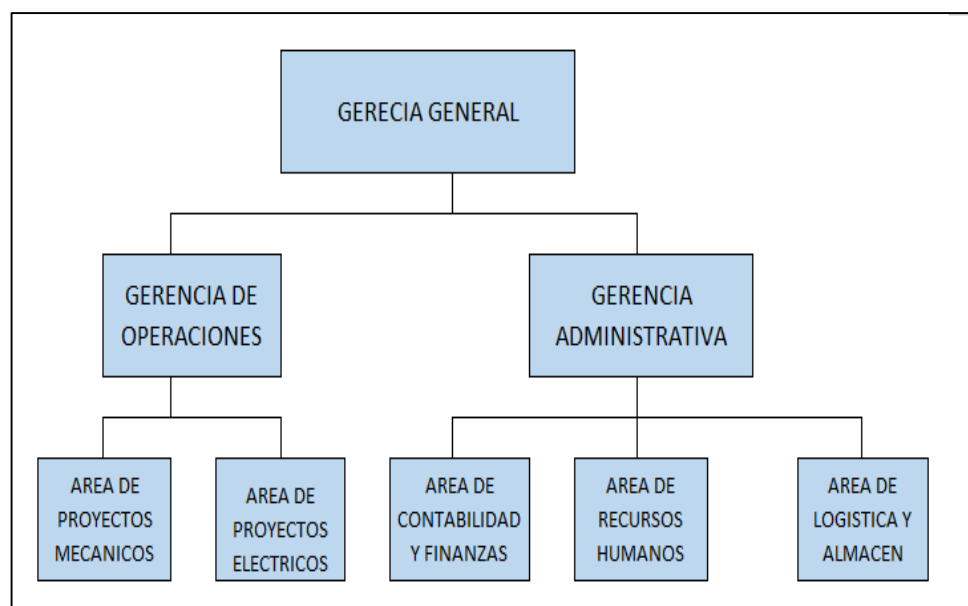 GERECIA GENERAL
GERENCIA DE
OPERACIONES
GERENCIA
ADMINISTRATIVA
AREA DE
PROYECTOS
MECANICOS
AREA DE
PROYECTOS
ELECTRICOS
AREA DE
CONTABILIDAD
Y FINANZAS
AREA DE
RECURSOS
HUMANOS
AREA DE
LOGISTICA Y
ALMACEN